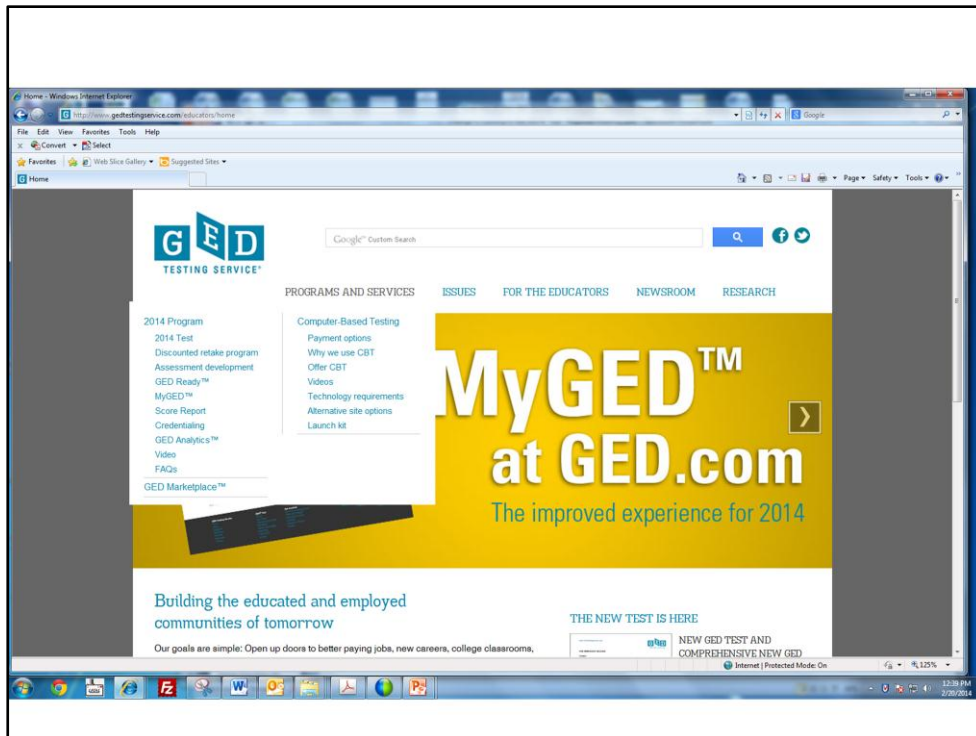 Home - Windows Internet Explorer
http://www.gedtestingservice.com/educators/home
Google
File Edit View Favorites Tools Help
x Convert Select
Favorites Web Slice Gallery Suggested Sites
Home
Page Safety Tools
GED
TESTING SERVICE®
Google™ Custom Search
PROGRAMS AND SERVICES ISSUES FOR THE EDUCATORS NEWSROOM RESEARCH
2014 Program
2014 Test
Discounted retake program
Assessment development
GED Ready™
MyGED™
Score Report
Credentialing
GED Analytics™
Video
FAQs
GED Marketplace™
Computer-Based Testing
Payment options
Why we use CBT
Offer CBT
Videos
Technology requirements
Alternative site options
Launch kit
MyGED™
at GED.com
The improved experience for 2014
Building the educated and employed
communities of tomorrow
Our goals are simple: Open up doors to better paying jobs, new careers, college classrooms,
THE NEW TEST IS HERE
NEW GED TEST AND
COMPREHENSIVE NEW GED
Internet | Protected Mode: On
125%
12:39 PM
2/20/2014